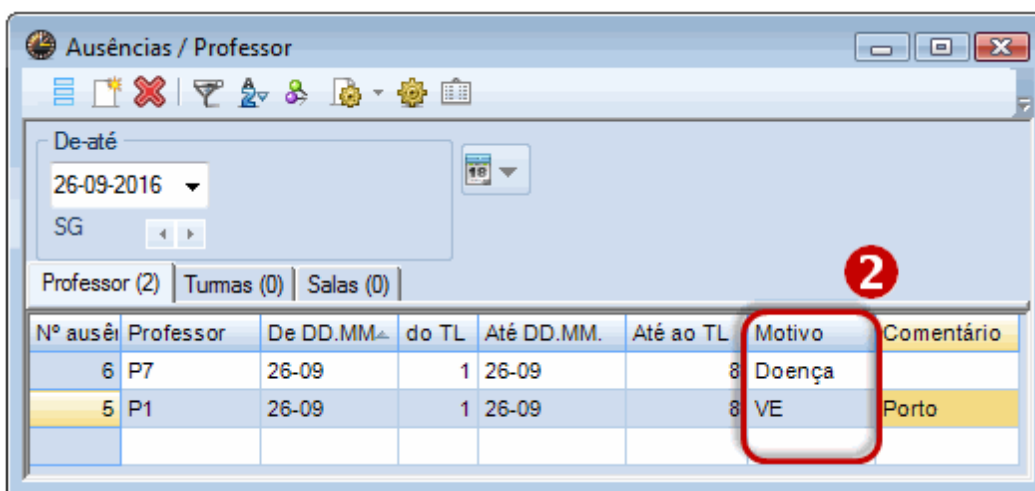 Ausências / Professor
De-até
26-09-2016
18
SG
Professor (2) Turmas (0) Salas (0)
2
Nº ausê Professor De DD.MM do TL Até DD.MM. Até ao TL Motivo Comentário
6 P7 26-09 1 26-09 8 Doença
5 P1 26-09 1 26-09 8 VE Porto